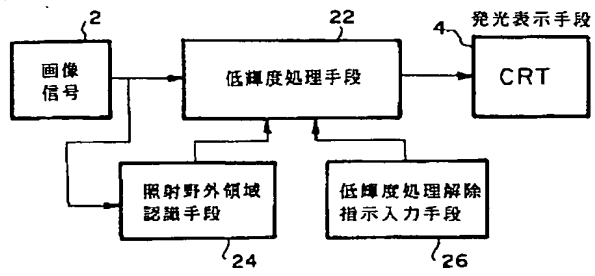 2
画像
信号
22
低輝度処理手段
発光表示手段
4
CRT
照射野外領域
認識手段
24
低輝度処理解除
指示入力手段
26